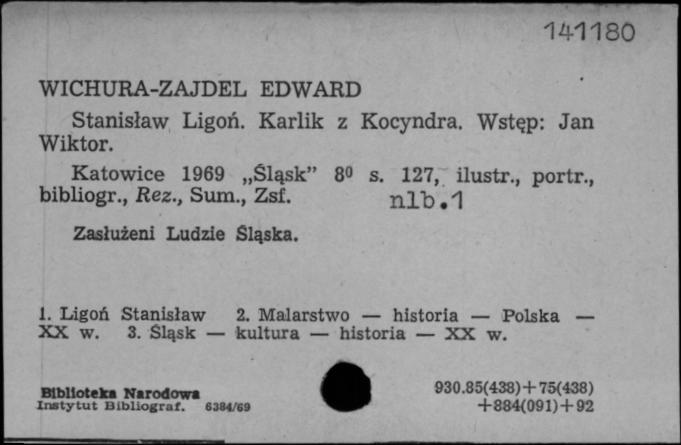 141180
WICHURA-ZAJDEL EDWARD
Stanisław Ligoń. Karlik z Kocyndra. Wstęp: Jan
Wiktor.
Katowice 1969 „Śląsk” 8⁰ s. 127, ilustr., portr.,
bibliogr., Rez., Sum., Zsf. nlb.1
Zasłużeni Ludzie Śląska.
1. Ligoń Stanisław 2. Malarstwo — historia — Polska —
XX w. 3. Śląsk — kultura — historia — XX w.
Biblioteka Narodowa 930.85(438)+75(438)
Instytut Bibliograf. 6384/69 +884(091)+92